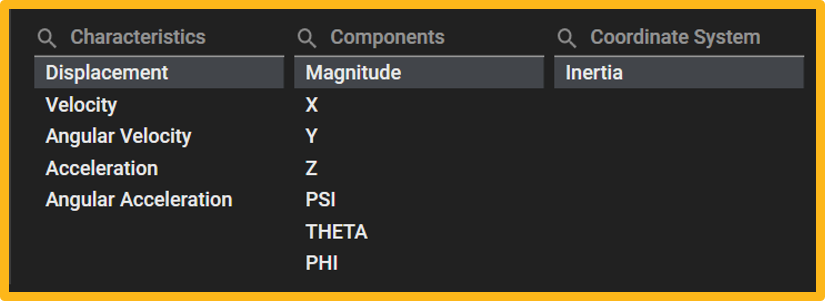 Characteristics Components Coordinate System
Displacement Magnitude Inertia
Velocity X
Angular Velocity Y
Acceleration Z
Angular Acceleration PSI
THETA
PHI